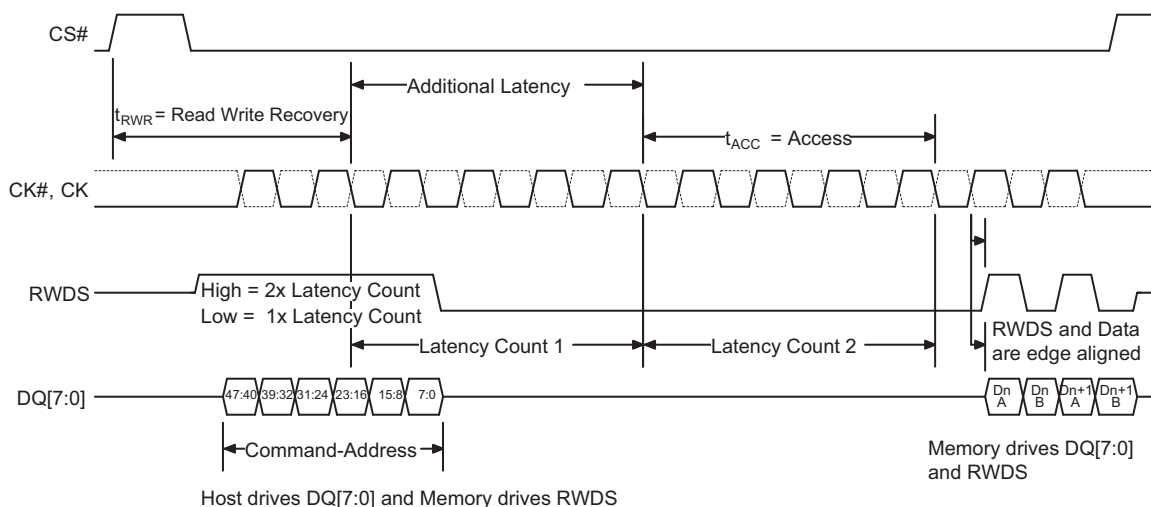 CS#
Additional Latency
tRWR = Read Write Recovery
tACC = Access
CK#, CK
RWDS
High = 2x Latency Count
Low = 1x Latency Count
Latency Count 1
Latency Count 2
RWDS and Data
are edge aligned
DQ[7:0]
47:40 39:32 31:24 23:16 15:8 7:0
Dn
A
Dn
B
Dn+1
A
Dn+1
B
Command-Address
Memory drives DQ[7:0]
and RWDS
Host drives DQ[7:0] and Memory drives RWDS